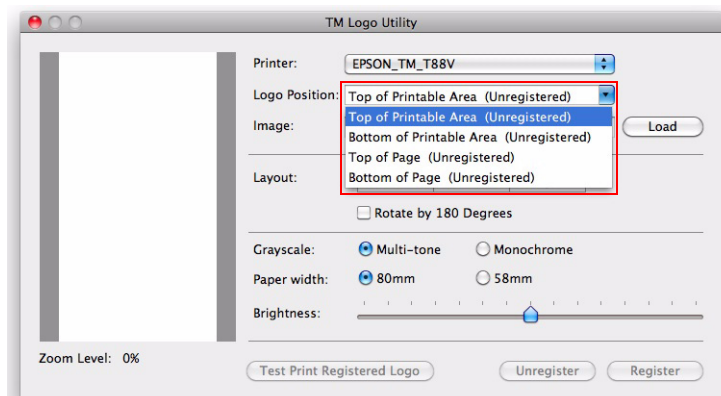 TM Logo Utility
Printer: EPSON_TM_T88V
Logo Position: Top of Printable Area (Unregistered)
Top of Printable Area (Unregistered)
Image: Load
Bottom of Printable Area (Unregistered)
Top of Page (Unregistered)
Layout: Bottom of Page (Unregistered)
Rotate by 180 Degrees
Grayscale: Multi-tone Monochrome
Paper width: 80mm 58mm
Brightness:
Zoom Level: 0%
Test Print Registered Logo Unregister Register